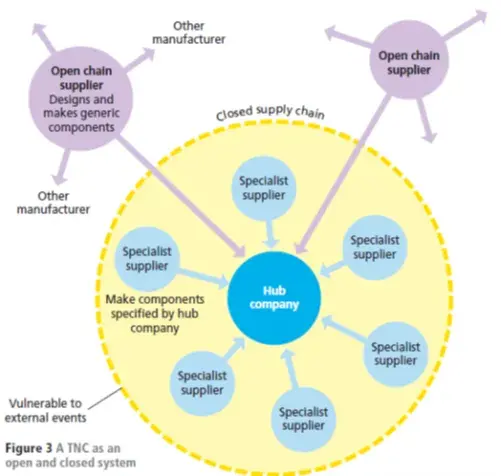 Other
manufacturer
Open chain
supplier
Designs and
makes generic
components
Open chain
supplier
Closed supply chain
Other
manufacturer
Specialist
supplier
Specialist
supplier
Specialist
supplier
Hub
company
Make components
specified by hub
company
Specialist
supplier
Specialist
supplier
Specialist
supplier
Vulnerable to
external events
Figure 3 A TNC as an
open and closed system